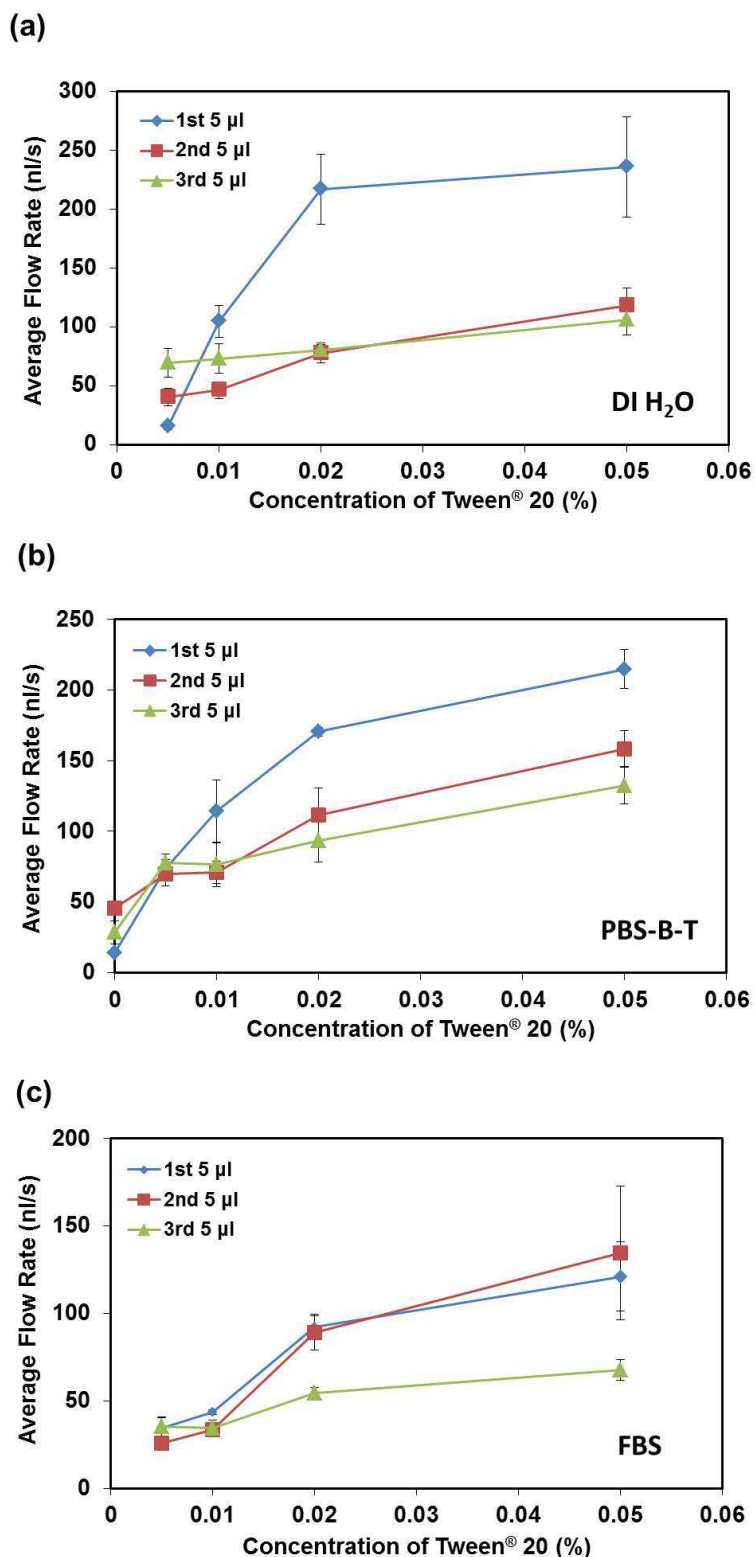 (a)
300
250
200
150
100
50
0
Average Flow Rate (nl/s)
1st 5 µl
2nd 5 µl
3rd 5 µl
DI H₂O
0 0.01 0.02 0.03 0.04 0.05 0.06
Concentration of Tween® 20 (%)
(b)
250
200
150
100
50
0
Average Flow Rate (nl/s)
1st 5 µl
2nd 5 µl
3rd 5 µl
PBS-B-T
0 0.01 0.02 0.03 0.04 0.05 0.06
Concentration of Tween® 20 (%)
(c)
200
150
100
50
0
Average Flow Rate (nl/s)
1st 5 µl
2nd 5 µl
3rd 5 µl
FBS
0 0.01 0.02 0.03 0.04 0.05 0.06
Concentration of Tween® 20 (%)